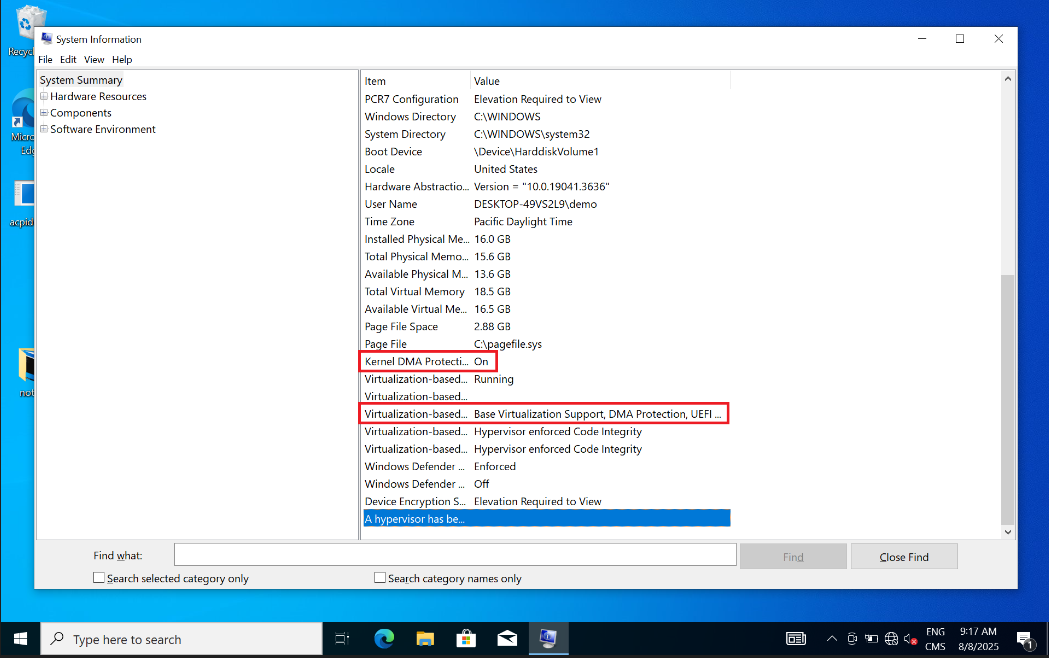 Recyc
System Information
File Edit View Help
System Summary
Hardware Resources
Components
Software Environment
Micro
Edg
acpid
not
Item Value
PCR7 Configuration Elevation Required to View
Windows Directory C:\WINDOWS
System Directory C:\WINDOWS\system32
Boot Device \Device\HarddiskVolume1
Locale United States
Hardware Abstractio... Version = "10.0.19041.3636"
User Name DESKTOP-49VS2L9\demo
Time Zone Pacific Daylight Time
Installed Physical Me... 16.0 GB
Total Physical Memo... 15.6 GB
Available Physical M... 13.6 GB
Total Virtual Memory 18.5 GB
Available Virtual Me... 16.5 GB
Page File Space 2.88 GB
Page File C:\pagefile.sys
Kernel DMA Protecti... On
Virtualization-based... Running
Virtualization-based...
Virtualization-based... Base Virtualization Support, DMA Protection, UEFI ...
Virtualization-based... Hypervisor enforced Code Integrity
Virtualization-based... Hypervisor enforced Code Integrity
Windows Defender ... Enforced
Windows Defender ... Off
Device Encryption S... Elevation Required to View
A hypervisor has be...
Find what:
Find
Close Find
Search selected category only
Search category names only
Type here to search
ENG
CMS
9:17 AM
8/8/2025
1